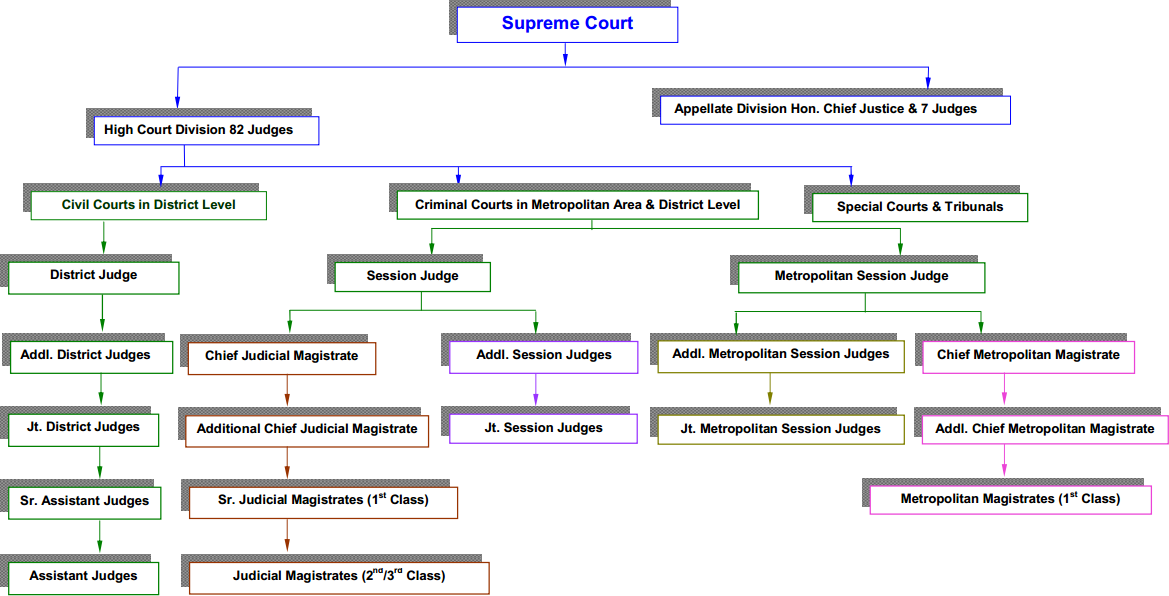 Supreme Court
Appellate Division Hon. Chief Justice & 7 Judges
High Court Division 82 Judges
Civil Courts in District Level
Criminal Courts in Metropolitan Area & District Level
Special Courts & Tribunals
District Judge
Session Judge
Metropolitan Session Judge
Addl. District Judges
Chief Judicial Magistrate
Addl. Session Judges
Addl. Metropolitan Session Judges
Chief Metropolitan Magistrate
Jt. District Judges
Additional Chief Judicial Magistrate
Jt. Session Judges
Jt. Metropolitan Session Judges
Addl. Chief Metropolitan Magistrate
Sr. Assistant Judges
Sr. Judicial Magistrates (1st Class)
Metropolitan Magistrates (1st Class)
Assistant Judges
Judicial Magistrates (2nd/3rd Class)